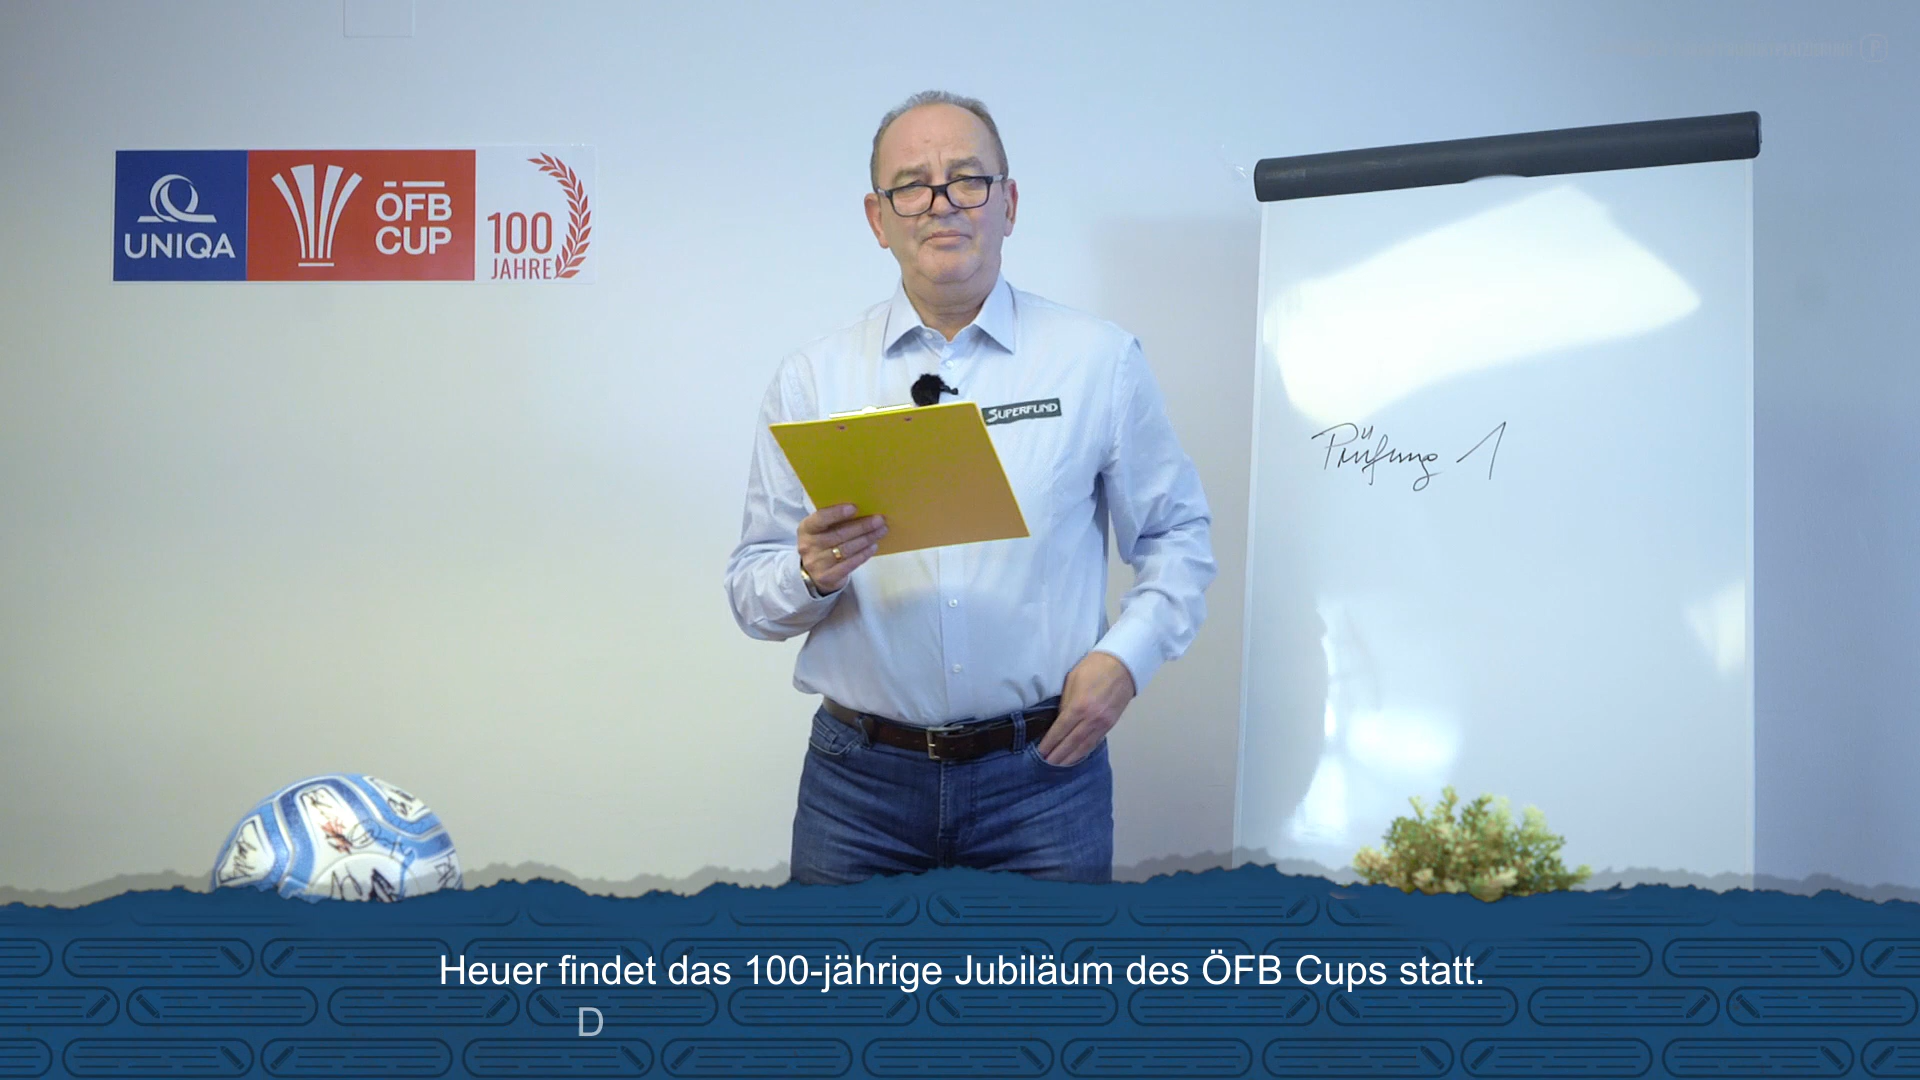 UNIQA
ÖFB
CUP
100
JAHRE
SUPERFUND
Prüfung 1
Heuer findet das 100-jährige Jubiläum des ÖFB Cups statt.
D